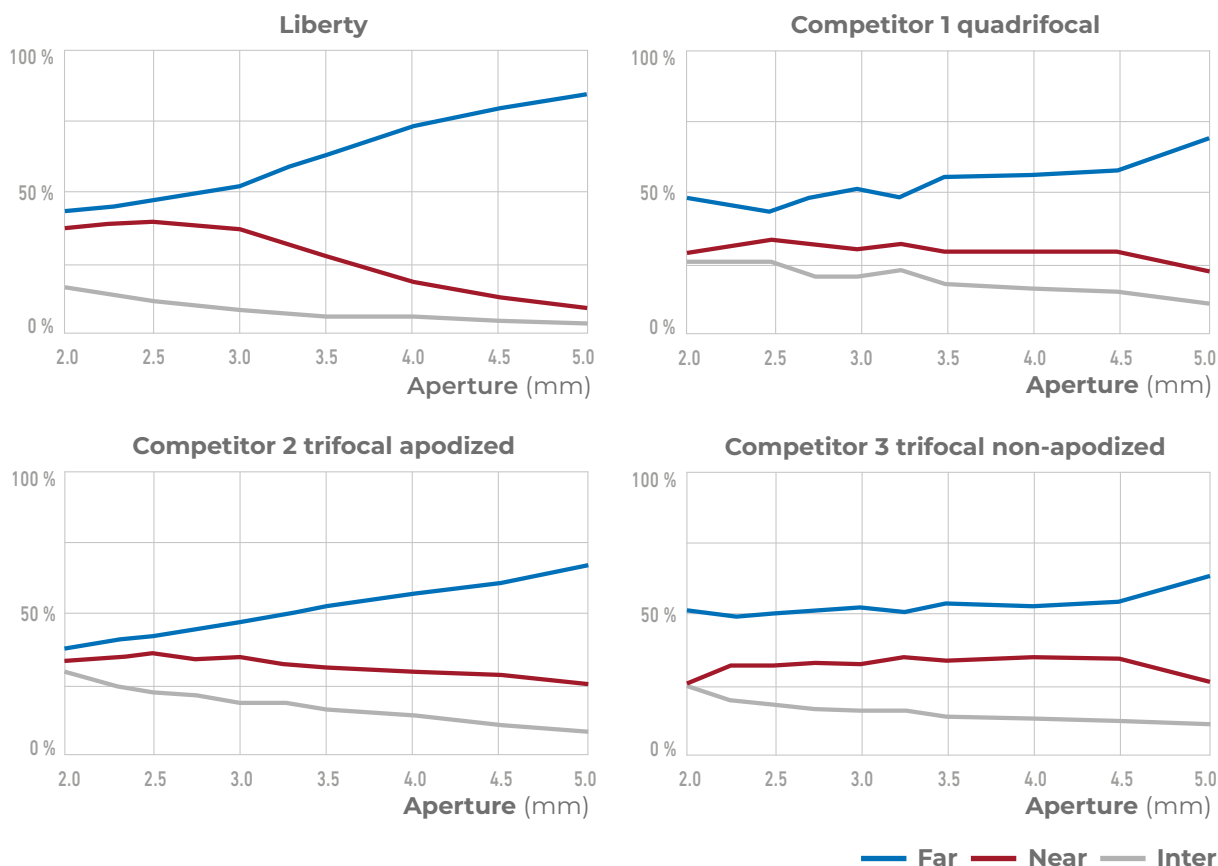 Liberty
100 %
50 %
0 %
2.0 2.5 3.0 3.5 4.0 4.5 5.0
Aperture (mm)
Competitor 1 quadrifocal
100 %
50 %
0 %
2.0 2.5 3.0 3.5 4.0 4.5 5.0
Aperture (mm)
Competitor 2 trifocal apodized
100 %
50 %
0 %
2.0 2.5 3.0 3.5 4.0 4.5 5.0
Aperture (mm)
Competitor 3 trifocal non-apodized
100 %
50 %
0 %
2.0 2.5 3.0 3.5 4.0 4.5 5.0
Aperture (mm)
Far Near Inter